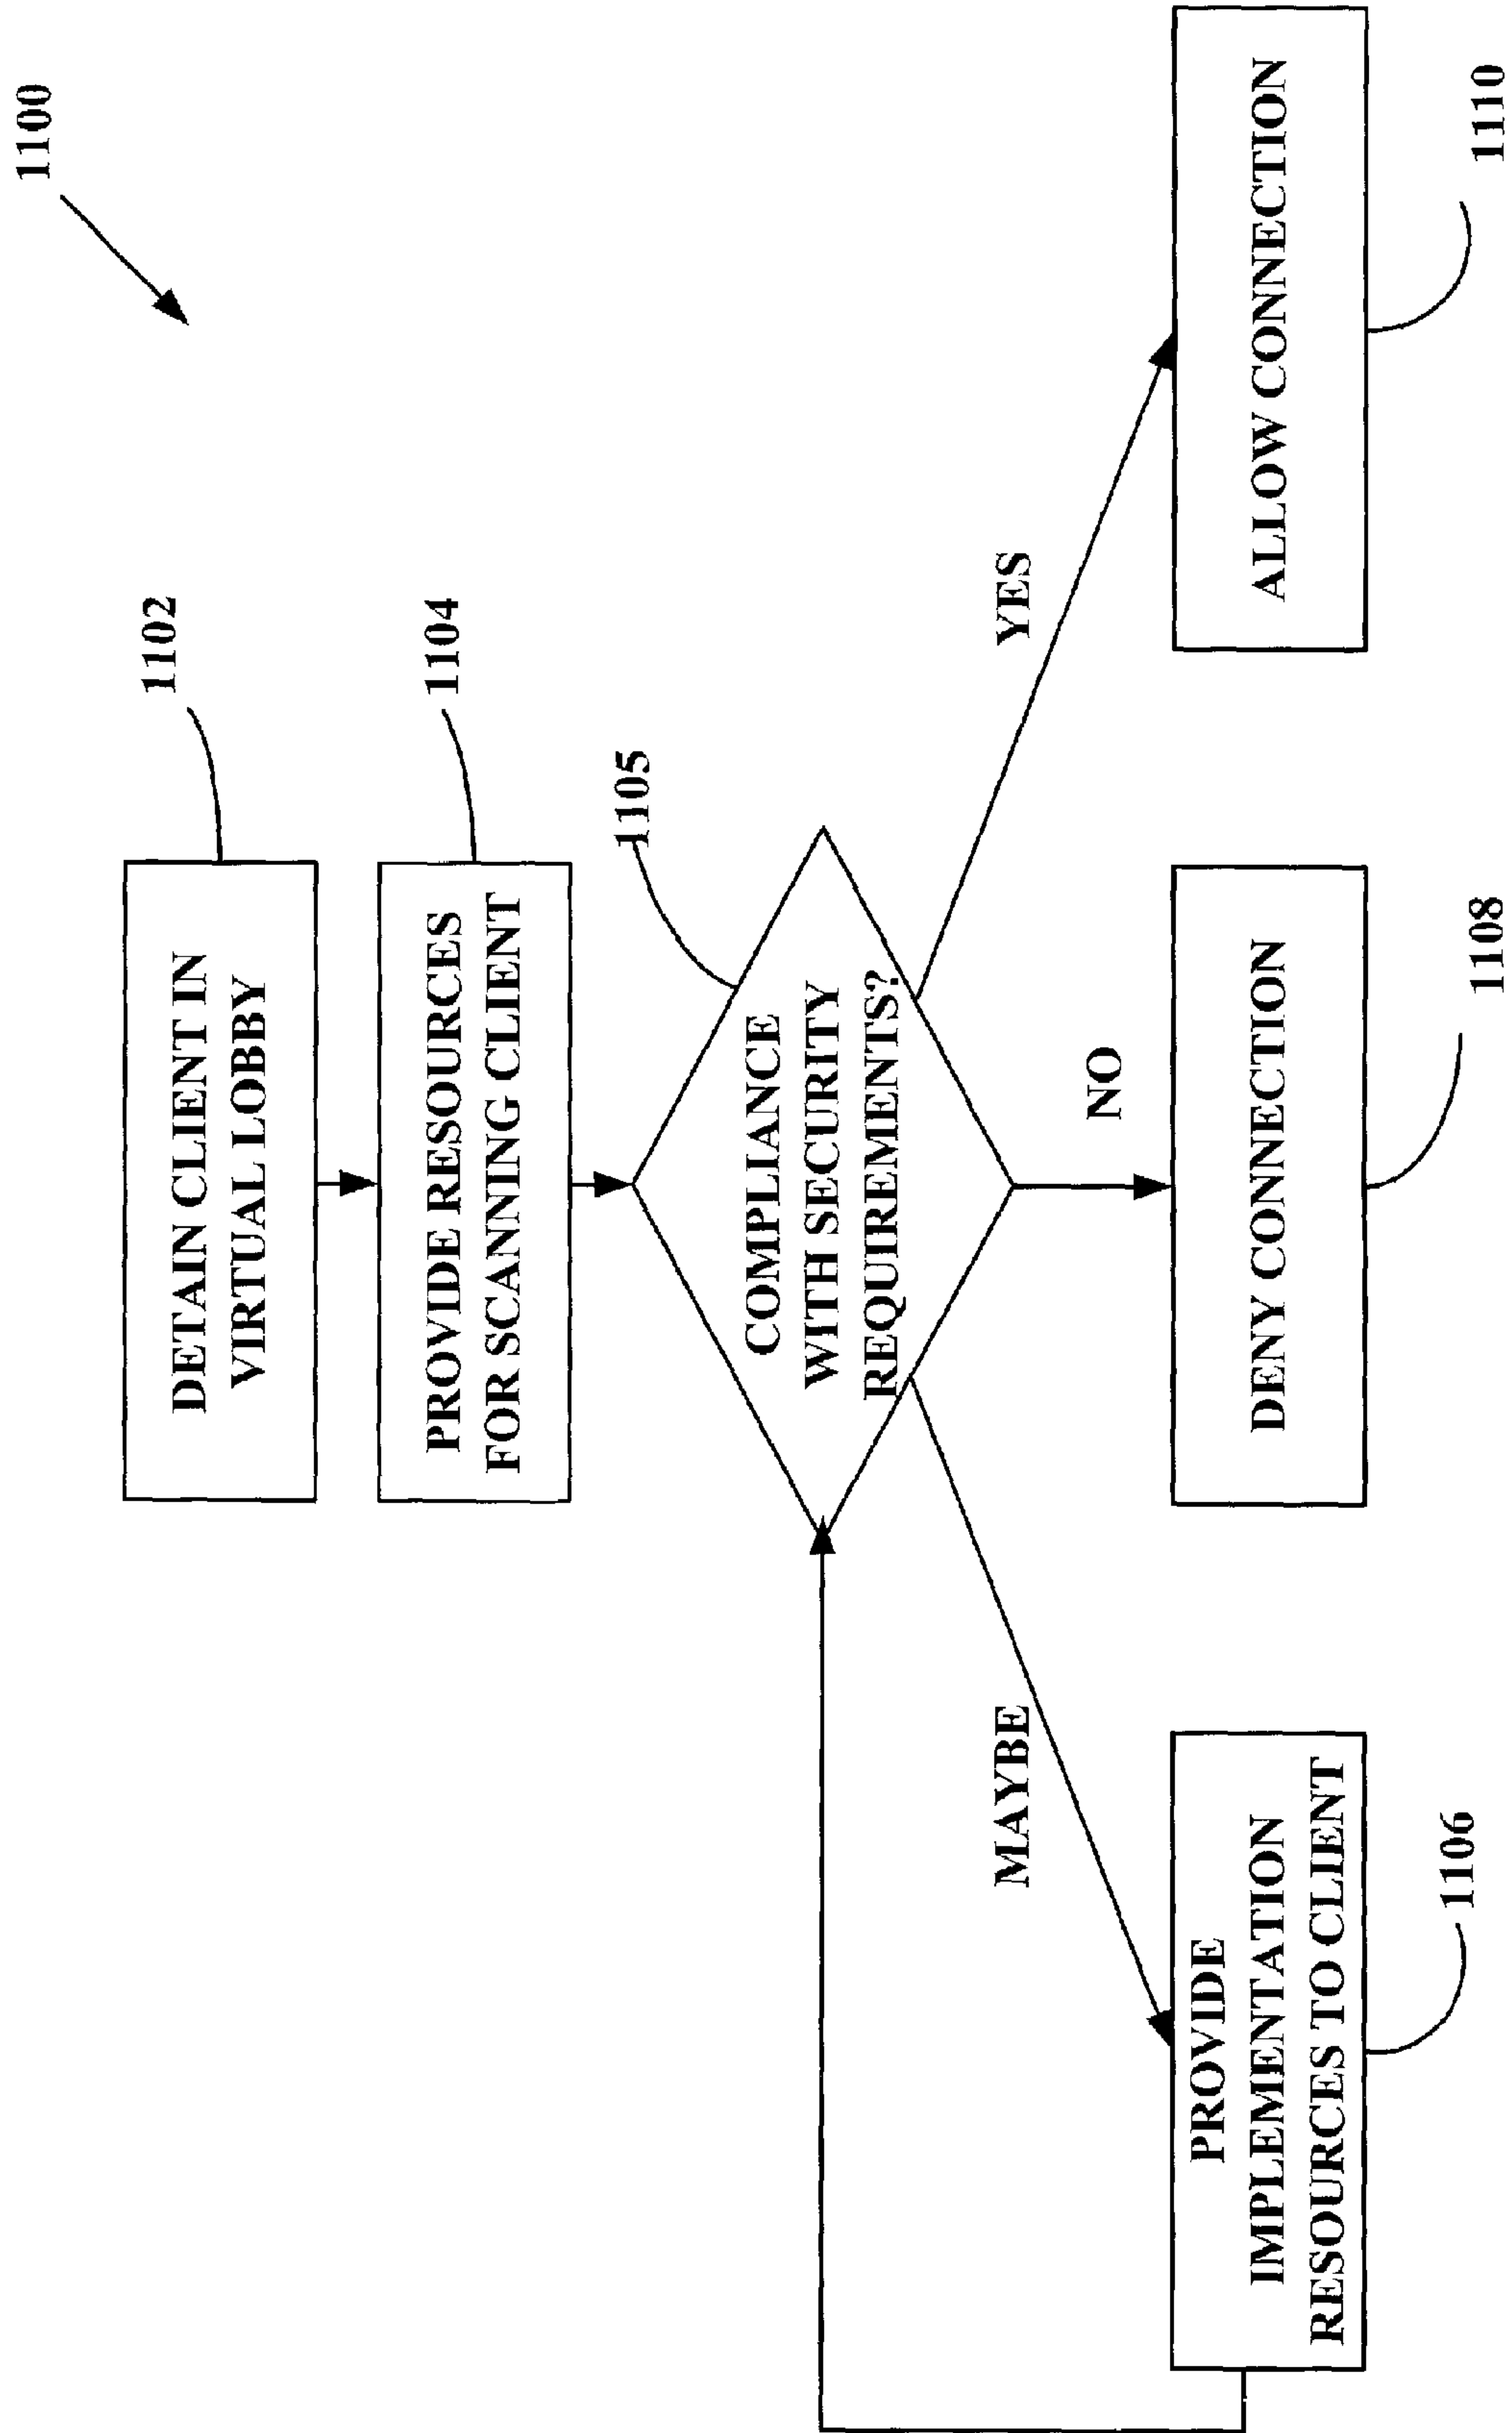 1100
1102
DETAIN CLIENT IN
VIRTUAL LOBBY
1104
PROVIDE RESOURCES
FOR SCANNING CLIENT
1105
COMPLIANCE
WITH SECURITY
REQUIREMENTS?
MAYBE
NO
YES
PROVIDE
IMPLEMENTATION
RESOURCES TO CLIENT
1106
DENY CONNECTION
1108
ALLOW CONNECTION
1110